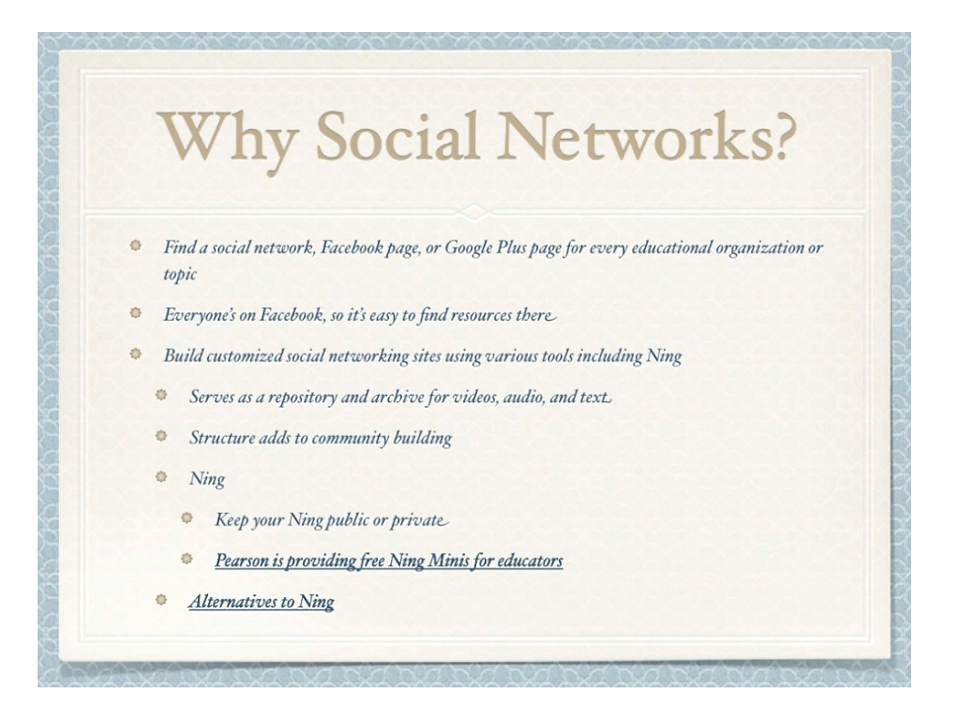 Why Social Networks?
Find a social network, Facebook page, or Google Plus page for every educational organization or
topic
Everyone's on Facebook, so it's easy to find resources there
Build customized social networking sites using various tools including Ning
Serves as a repository and archive for videos, audio, and text
Structure adds to community building
Ning
Keep your Ning public or private
Pearson is providing free Ning Minis for educators
Alternatives to Ning